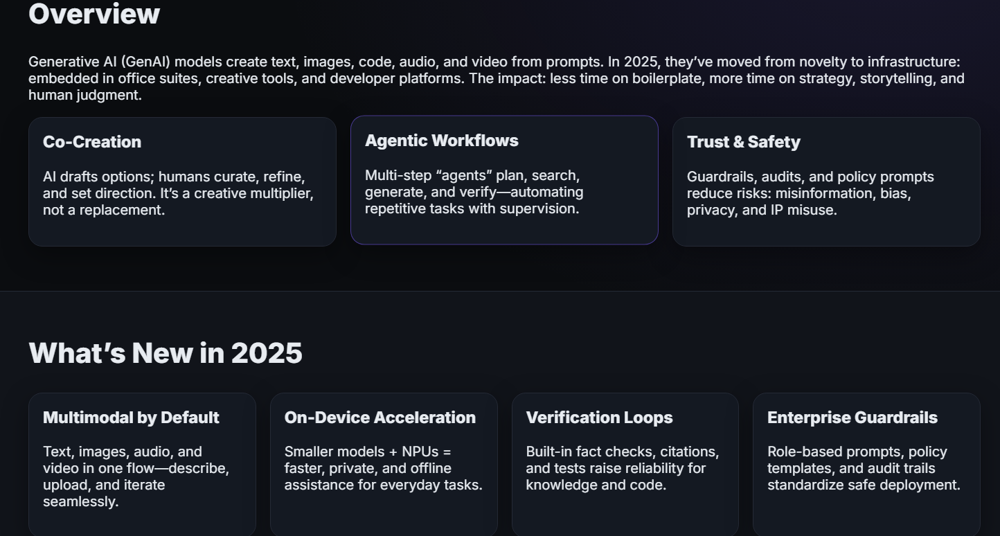 Overview
Generative AI (GenAI) models create text, images, code, audio, and video from prompts. In 2025, they’ve moved from novelty to infrastructure:
embedded in office suites, creative tools, and developer platforms. The impact: less time on boilerplate, more time on strategy, storytelling, and
human judgment.
Co-Creation
AI drafts options; humans curate, refine,
and set direction. It’s a creative multiplier,
not a replacement.
Agentic Workflows
Multi-step “agents” plan, search,
generate, and verify—automating
repetitive tasks with supervision.
Trust & Safety
Guardrails, audits, and policy prompts
reduce risks: misinformation, bias,
privacy, and IP misuse.
What’s New in 2025
Multimodal by Default
Text, images, audio, and
video in one flow—describe,
upload, and iterate
seamlessly.
On-Device Acceleration
Smaller models + NPUs =
faster, private, and offline
assistance for everyday tasks.
Verification Loops
Built-in fact checks, citations,
and tests raise reliability for
knowledge and code.
Enterprise Guardrails
Role-based prompts, policy
templates, and audit trails
standardize safe deployment.